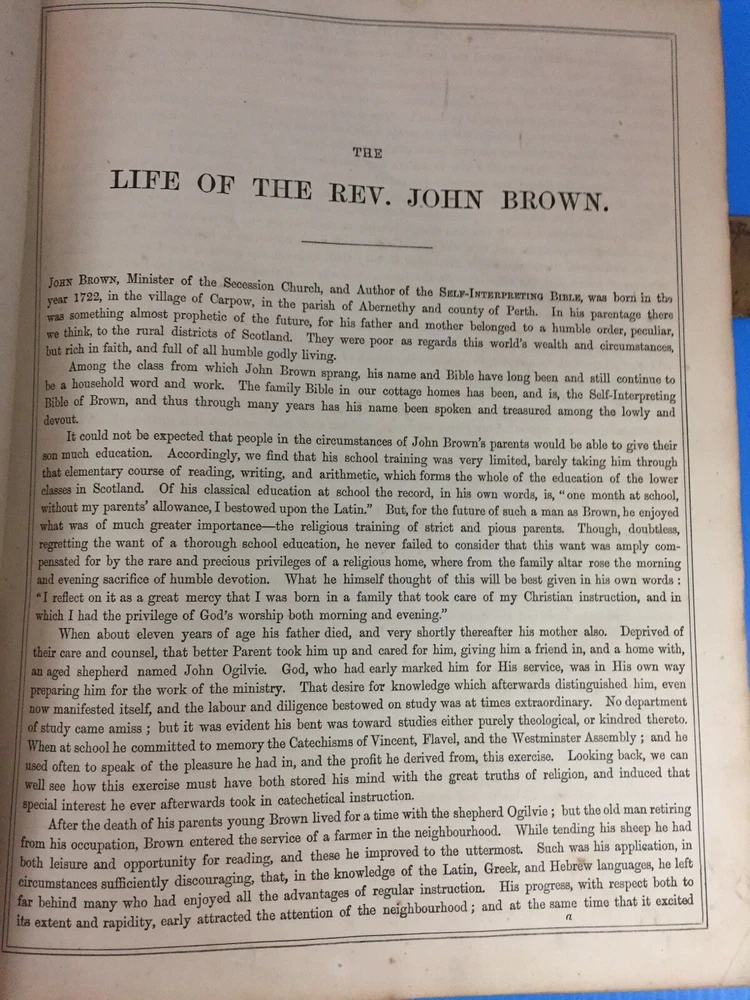 THE
LIFE OF THE REV. JOHN BROWN.
JOHN BROWN, Minister of the Secession Church, and Author of the SELF-INTERPRETING BIBLE, was born in the
year 1722, in the village of Carpow, in the parish of Abernethy and county of Perth. In his parentage there
was something almost prophetic of the future, for his father and mother belonged to a humble order, peculiar,
we think, to the rural districts of Scotland. They were poor as regards this world's wealth and circumstances,
but rich in faith, and full of all humble godly living.
Among the class from which John Brown sprang, his name and Bible have long been and still continue to
be a household word and work. The family Bible in our cottage homes has been, and is, the Self-Interpreting
Bible of Brown, and thus through many years has his name been spoken and treasured among the lowly and
devout.
It could not be expected that people in the circumstances of John Brown's parents would be able to give their
son much education. Accordingly, we find that his school training was very limited, barely taking him through
that elementary course of reading, writing, and arithmetic, which forms the whole of the education of the lower
classes in Scotland. Of his classical education at school the record, in his own words, is, "one month at school,
without my parents' allowance, I bestowed upon the Latin." But, for the future of such a man as Brown, he enjoyed
what was of much greater importance—the religious training of strict and pious parents. Though, doubtless,
regretting the want of a thorough school education, he never failed to consider that this want was amply com-
pensated for by the rare and precious privileges of a religious home, where from the family altar rose the morning
and evening sacrifice of humble devotion. What he himself thought of this will be best given in his own words :
"I reflect on it as a great mercy that I was born in a family that took care of my Christian instruction, and in
which I had the privilege of God's worship both morning and evening."
When about eleven years of age his father died, and very shortly thereafter his mother also. Deprived of
their care and counsel, that better Parent took him up and cared for him, giving him a friend in, and a home with,
an aged shepherd named John Ogilvie. God, who had early marked him for His service, was in His own way
preparing him for the work of the ministry. That desire for knowledge which afterwards distinguished him, even
now manifested itself, and the labour and diligence bestowed on study was at times extraordinary. No department
of study came amiss ; but it was evident his bent was toward studies either purely theological, or kindred thereto.
When at school he committed to memory the Catechisms of Vincent, Flavel, and the Westminster Assembly ; and he
used often to speak of the pleasure he had in, and the profit he derived from, this exercise. Looking back, we can
well see how this exercise must have both stored his mind with the great truths of religion, and induced that
special interest he ever afterwards took in catechetical instruction.
After the death of his parents young Brown lived for a time with the shepherd Ogilvie ; but the old man retiring
from his occupation, Brown entered the service of a farmer in the neighbourhood. While tending his sheep he had
both leisure and opportunity for reading, and these he improved to the uttermost. Such was his application, in
circumstances sufficiently discouraging, that, in the knowledge of the Latin, Greek, and Hebrew languages, he left
far behind many who had enjoyed all the advantages of regular instruction. His progress, with respect both to
its extent and rapidity, early attracted the attention of the neighbourhood ; and at the same time that it excited
a